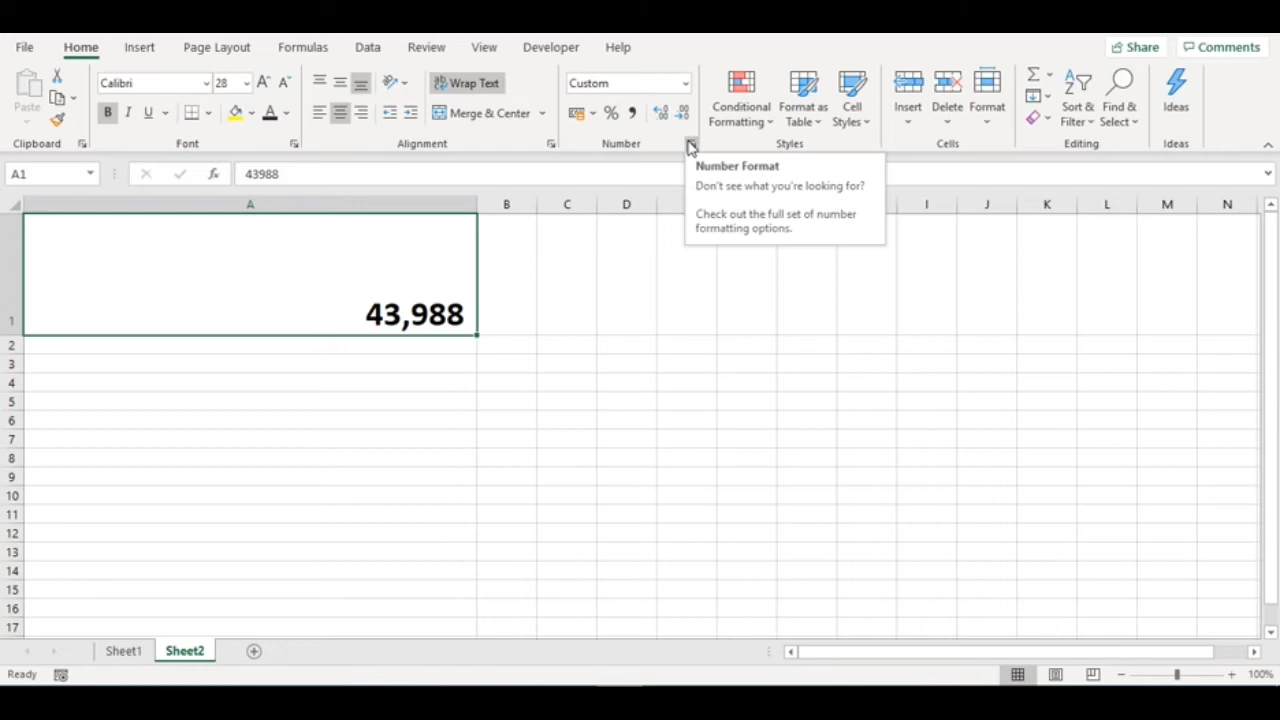 File Home Insert Page Layout Formulas Data Review View Developer Help Share Comments
Paste Calibri 28 A A Wrap Text Custom Conditional Formatting Format as Table Cell Styles Insert Delete Format Sort & Filter Find & Select Ideas
B I U A Merge & Center %
Clipboard Font Alignment Number Styles Cells Editing Ideas
A1 fx 43988
Number Format
Don't see what you're looking for?
Check out the full set of number
formatting options.
A B C D I J K L M N
1 43,988
2
3
4
5
6
7
8
9
10
11
12
13
14
15
16
17
Sheet1 Sheet2
Ready 100%